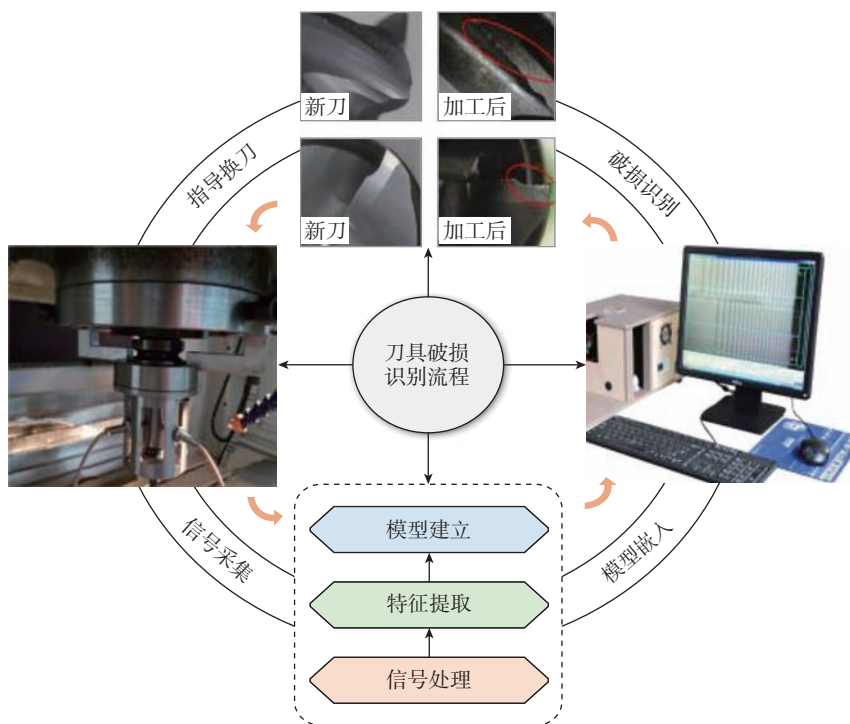 新刀
加工后
新刀
加工后
指导换刀
破损识别
刀具破损
识别流程
信号采集
模型嵌入
模型建立
特征提取
信号处理